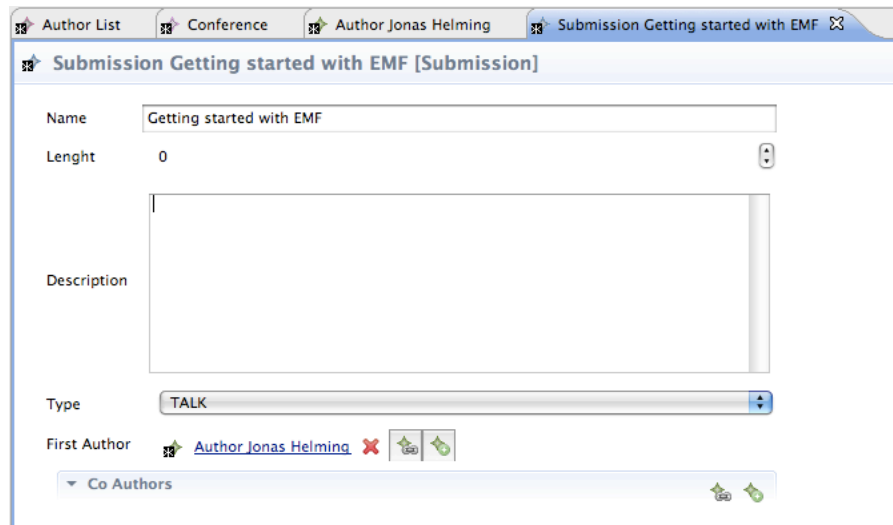 Author List Conference Author Jonas Helming Submission Getting started with EMF
Submission Getting started with EMF [Submission]
Name Getting started with EMF
Lenght 0
Description
Type TALK
First Author Author Jonas Helming
Co Authors